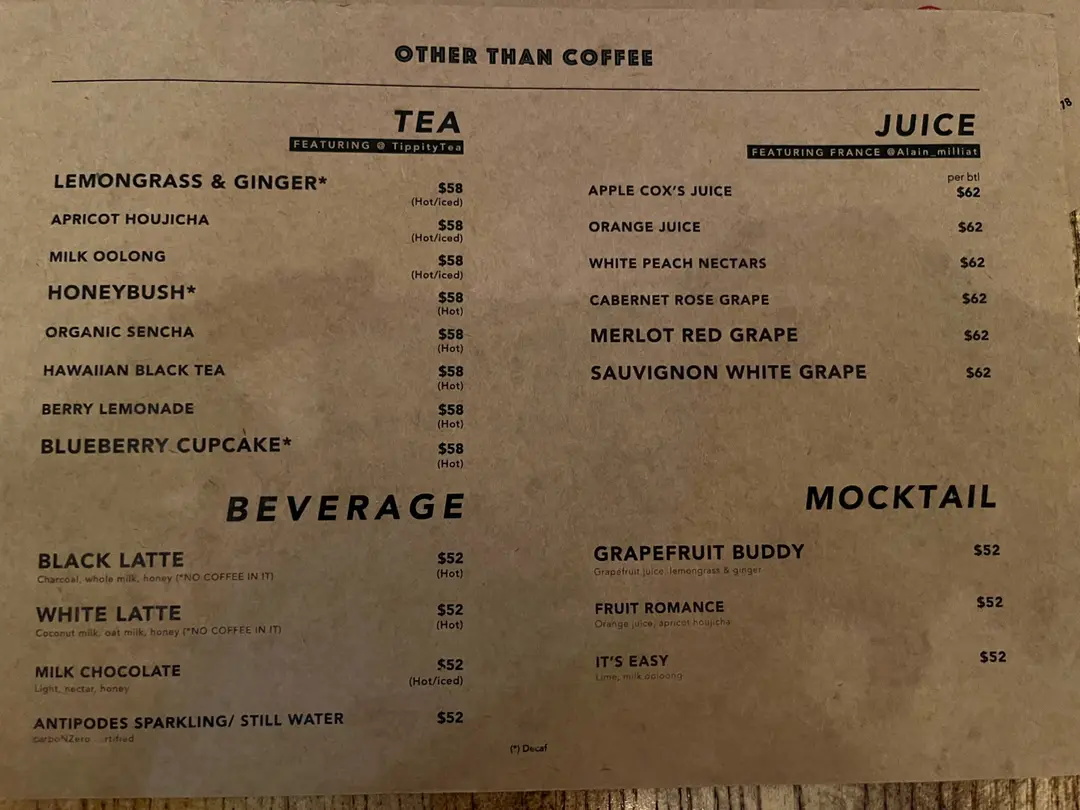 OTHER THAN COFFEE
TEA
FEATURING @ TippityTea
LEMONGRASS & GINGER* $58
(Hot/iced)
APRICOT HOUJICHA $58
(Hot/iced)
MILK OOLONG $58
(Hot/iced)
HONEYBUSH* $58
(Hot)
ORGANIC SENCHA $58
(Hot)
HAWAIIAN BLACK TEA $58
(Hot)
BERRY LEMONADE $58
(Hot)
BLUEBERRY CUPCAKE* $58
(Hot)
BEVERAGE
BLACK LATTE $52
Charcoal, whole milk, honey (*NO COFFEE IN IT) (Hot)
WHITE LATTE $52
Coconut milk, oat milk, honey (*NO COFFEE IN IT) (Hot)
MILK CHOCOLATE $52
Light, nectar, honey (Hot/iced)
ANTIPODES SPARKLING/ STILL WATER $52
carboNZero
JUICE
FEATURING FRANCE @Alain_milliat
per btl
APPLE COX'S JUICE $62
ORANGE JUICE $62
WHITE PEACH NECTARS $62
CABERNET ROSE GRAPE $62
MERLOT RED GRAPE $62
SAUVIGNON WHITE GRAPE $62
MOCKTAIL
GRAPEFRUIT BUDDY $52
Grapefruit juice, lemongrass & ginger
FRUIT ROMANCE $52
Orange juice, apricot houjicha
IT'S EASY $52
Lime, milk ooloong
(*) Decaf